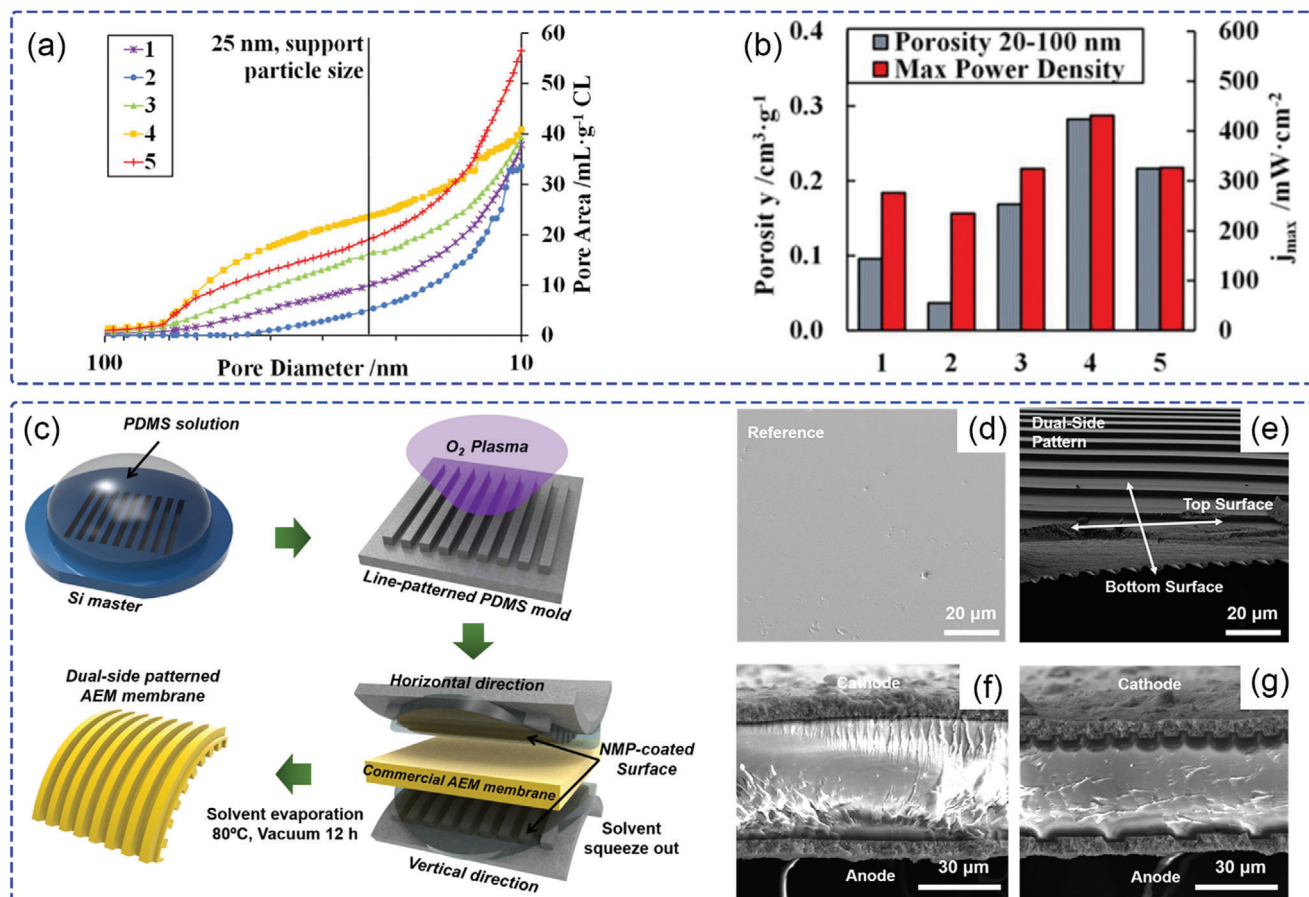 (a)
1
2
3
4
5
25 nm, support
particle size
60
50
40
30
20
10
0
Pore Area /mL·g⁻¹ CL
100
10
Pore Diameter /nm
(b)
Porosity 20-100 nm
Max Power Density
0.4
0.3
0.2
0.1
0.0
Porosit y /cm³·g⁻¹
600
500
400
300
200
100
0
jmax /mW·cm⁻²
1 2 3 4 5
(c)
PDMS solution
Si master
O₂ Plasma
Line-patterned PDMS mold
Horizontal direction
NMP-coated
Surface
Commercial AEM membrane
Solvent
squeeze out
Vertical direction
Solvent evaporation
80ºC, Vacuum 12 h
Dual-side patterned
AEM membrane
(d)
Reference
20 µm
(e)
Dual-Side
Pattern
Top Surface
Bottom Surface
20 µm
(f)
Cathode
Anode
30 µm
(g)
Cathode
Anode
30 µm